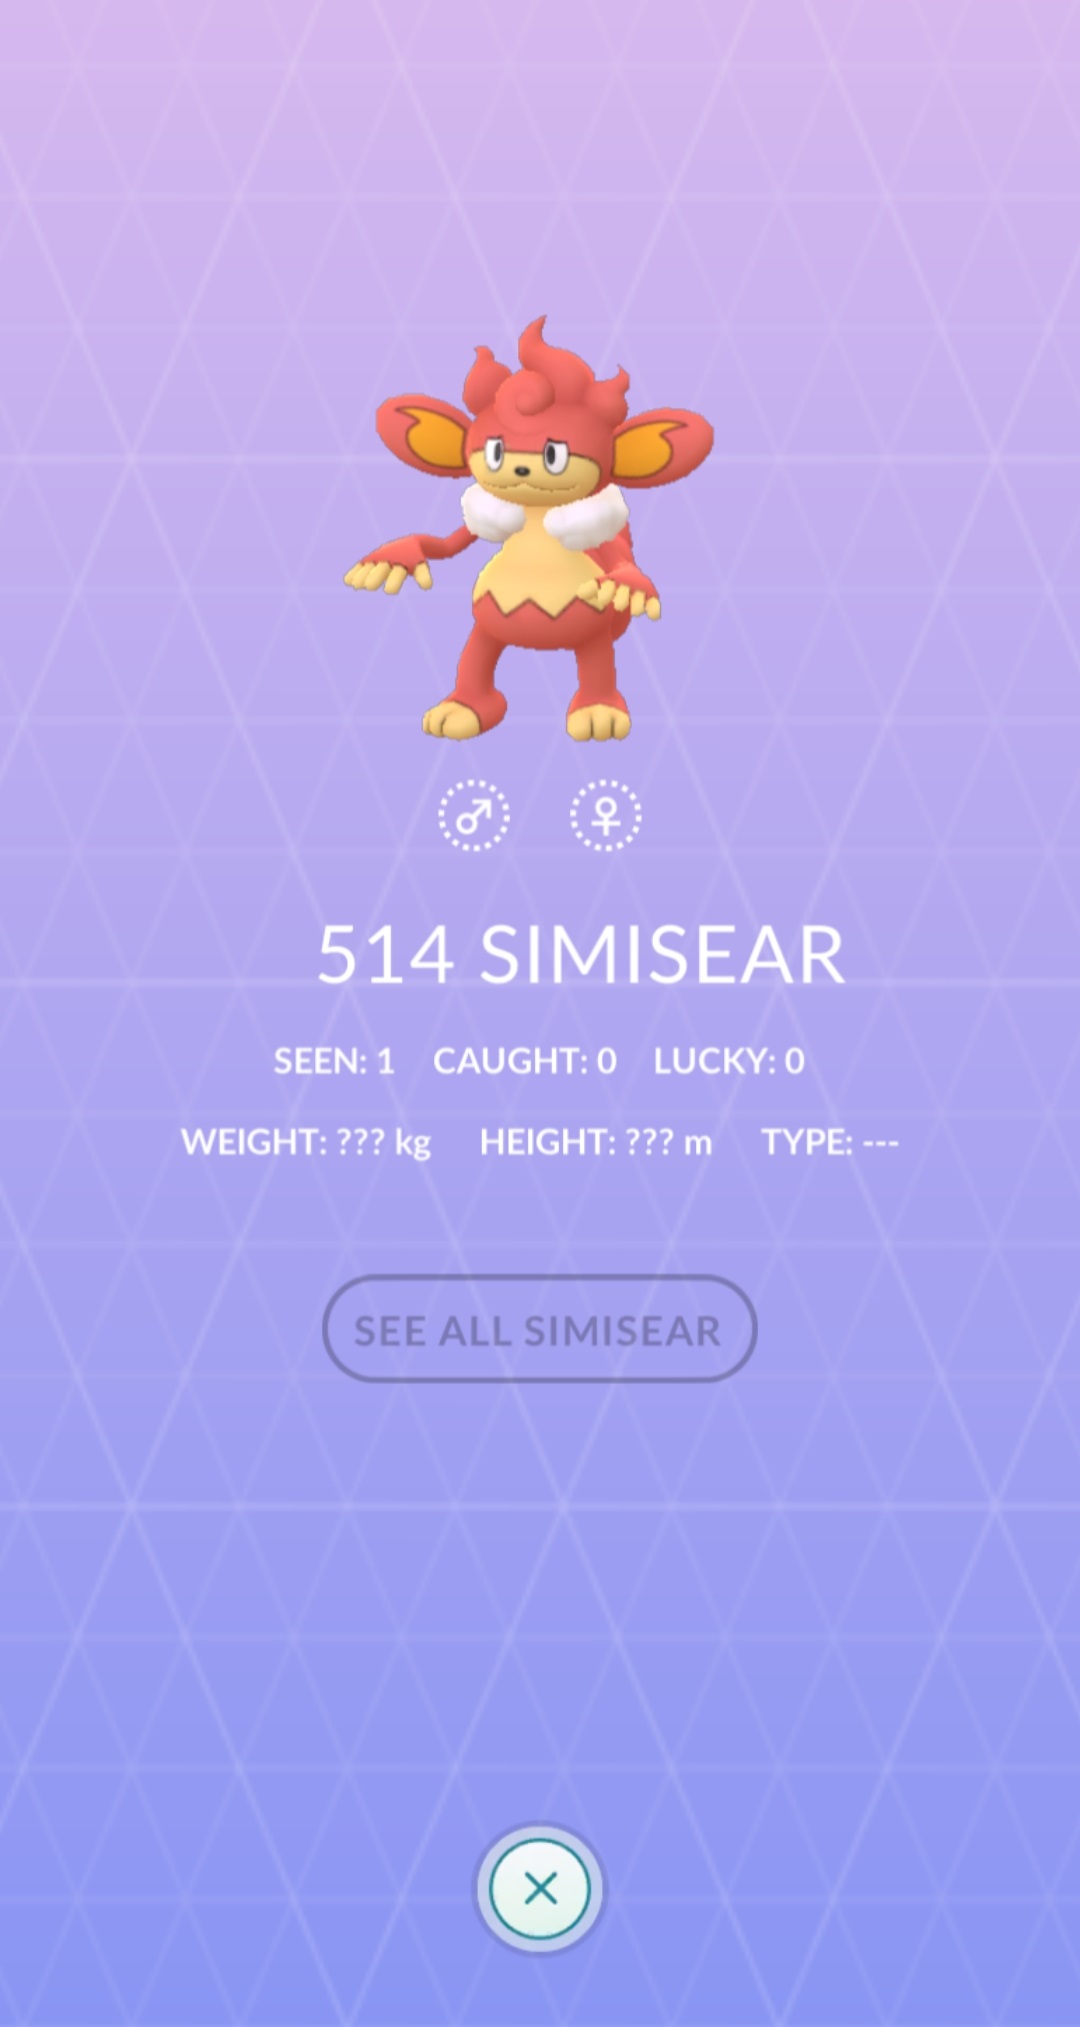 514 SIMISEAR
SEEN: 1 CAUGHT: 0 LUCKY: 0
WEIGHT: ??? kg HEIGHT: ??? m TYPE: ---
SEE ALL SIMISEAR